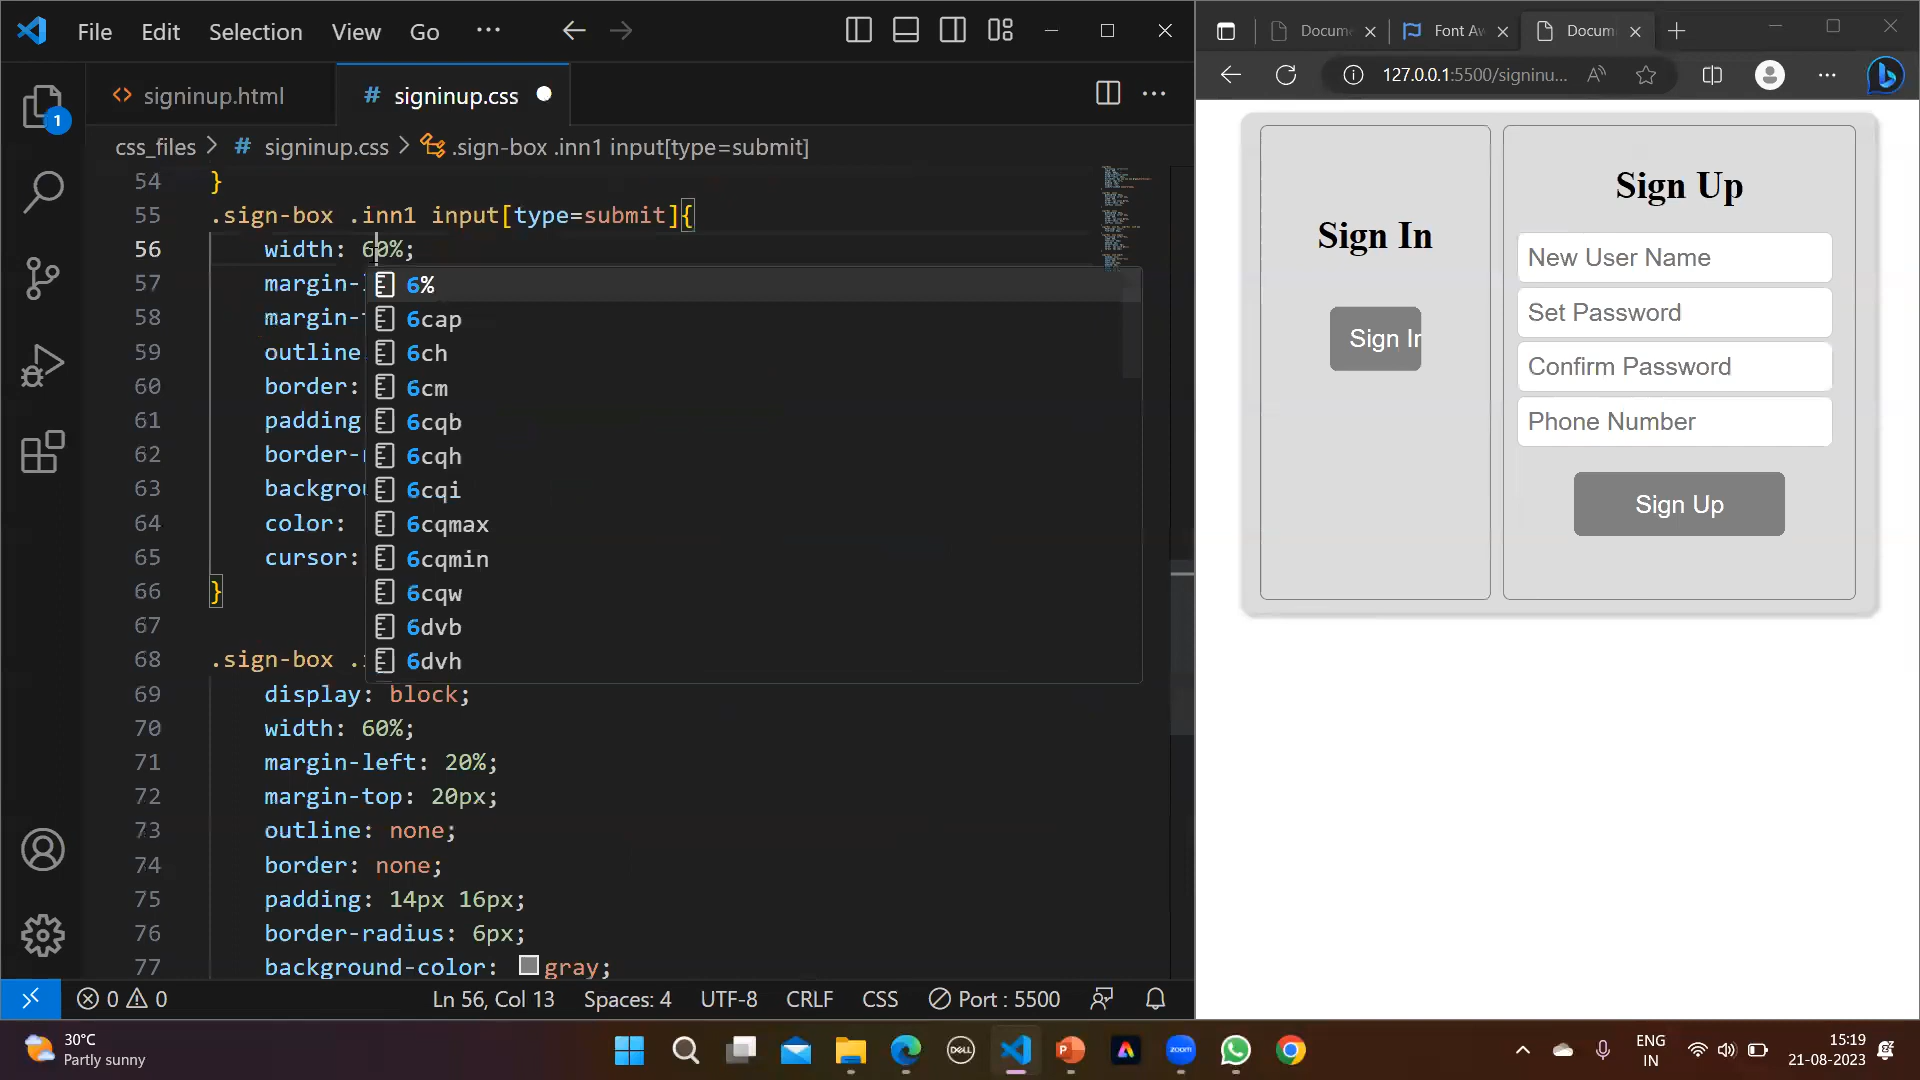 File Edit Selection View Go ...
signinup.html
# signinup.css
1
css_files > # signinup.css > .sign-box .inn1 input[type=submit]
54 }
55 .sign-box .inn1 input[type=submit]{
56 width: 60%;
57 margin-
58 margin-
59 outline
60 border:
61 padding
62 border-
63 backgrou
64 color:
65 cursor:
66 }
67
68 .sign-box .
69 display: block;
70 width: 60%;
71 margin-left: 20%;
72 margin-top: 20px;
73 outline: none;
74 border: none;
75 padding: 14px 16px;
76 border-radius: 6px;
77 background-color: gray;
6%
6cap
6ch
6cm
6cqb
6cqh
6cqi
6cqmax
6cqmin
6cqw
6dvb
6dvh
0 0 Ln 56, Col 13 Spaces: 4 UTF-8 CRLF CSS Port : 5500
Docum
Font Aw
Docum
127.0.0.1:5500/signinu...
Sign In
Sign In
Sign Up
New User Name
Set Password
Confirm Password
Phone Number
Sign Up
30°C
Partly sunny
DELL
zoom
ENG
IN
15:19
21-08-2023